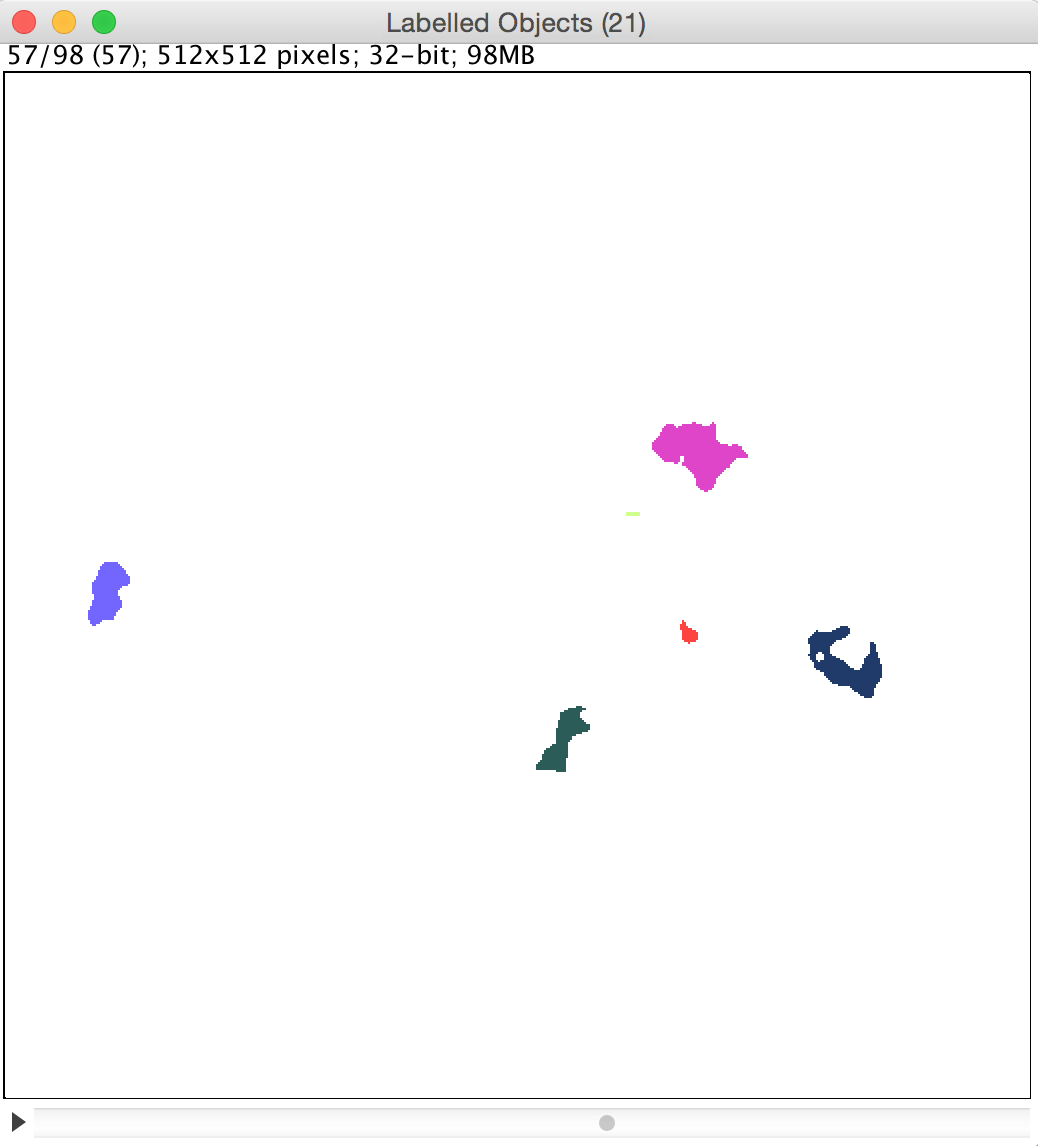 Labelled Objects (21)
57/98 (57); 512x512 pixels; 32-bit; 98MB